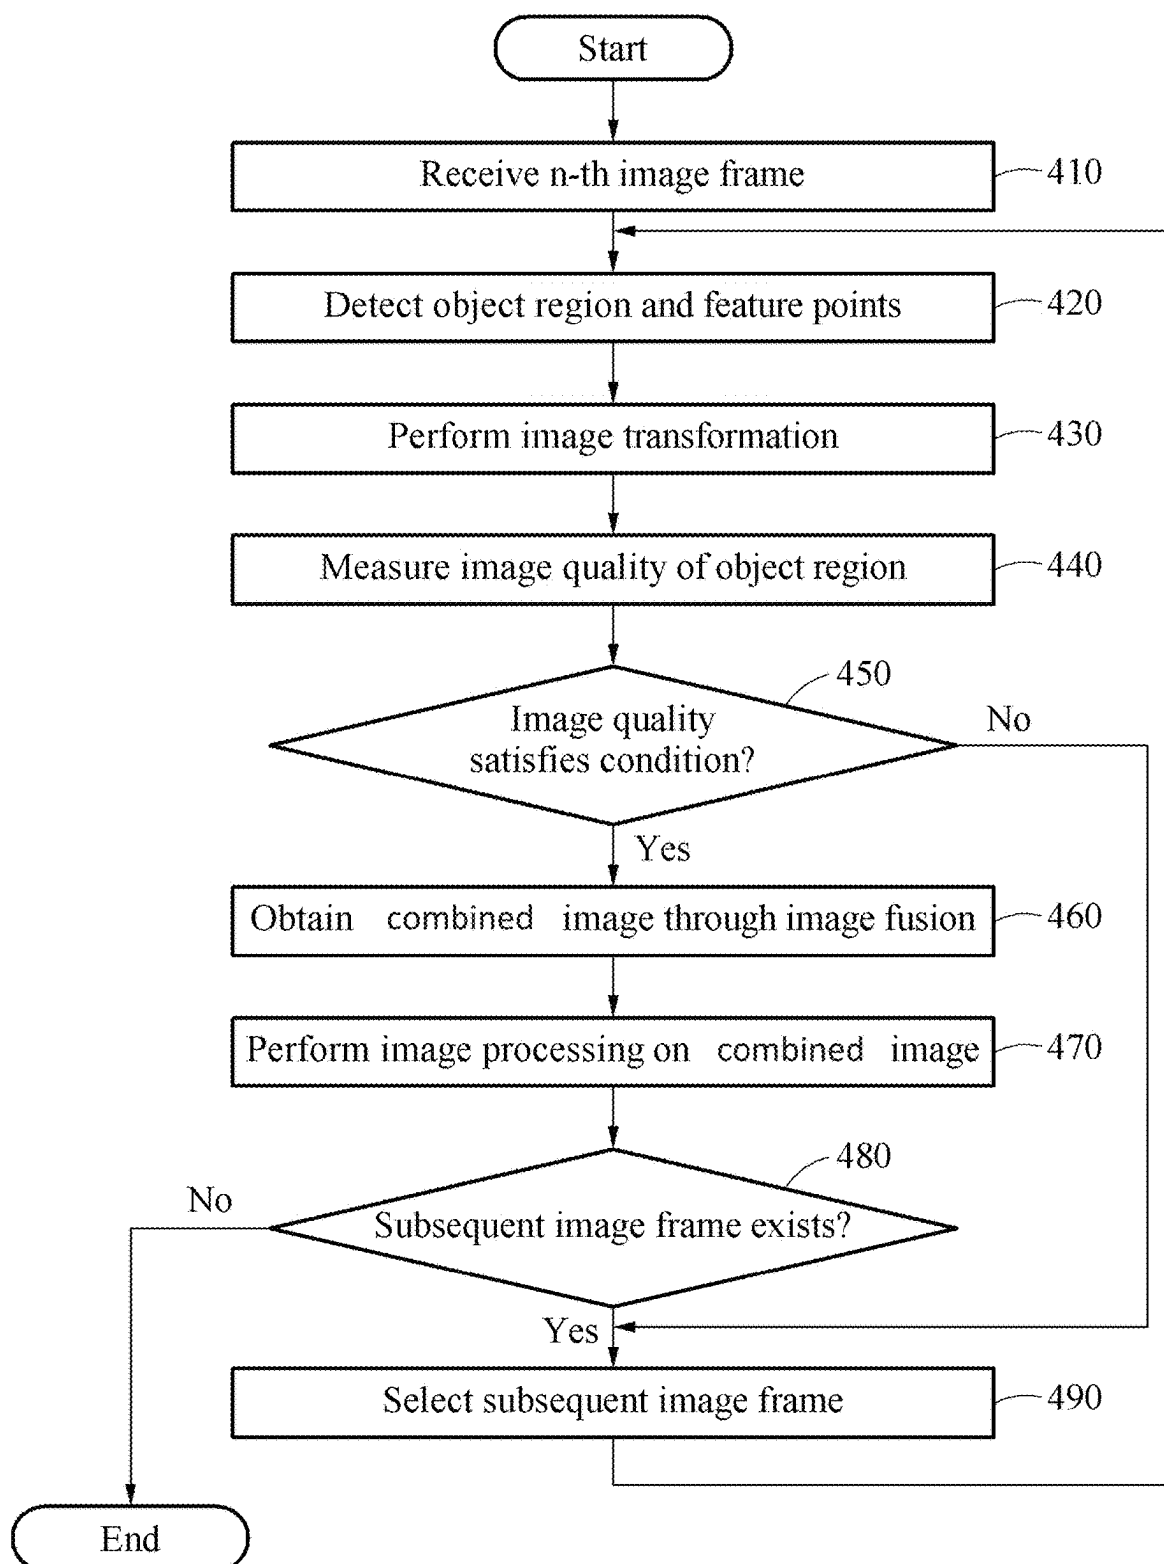 Start
Receive n-th image frame
410
Detect object region and feature points
420
Perform image transformation
430
Measure image quality of object region
440
450
Image quality
satisfies condition?
No
Yes
Obtain combined image through image fusion
460
Perform image processing on combined image
470
480
No
Subsequent image frame exists?
Yes
Select subsequent image frame
490
End